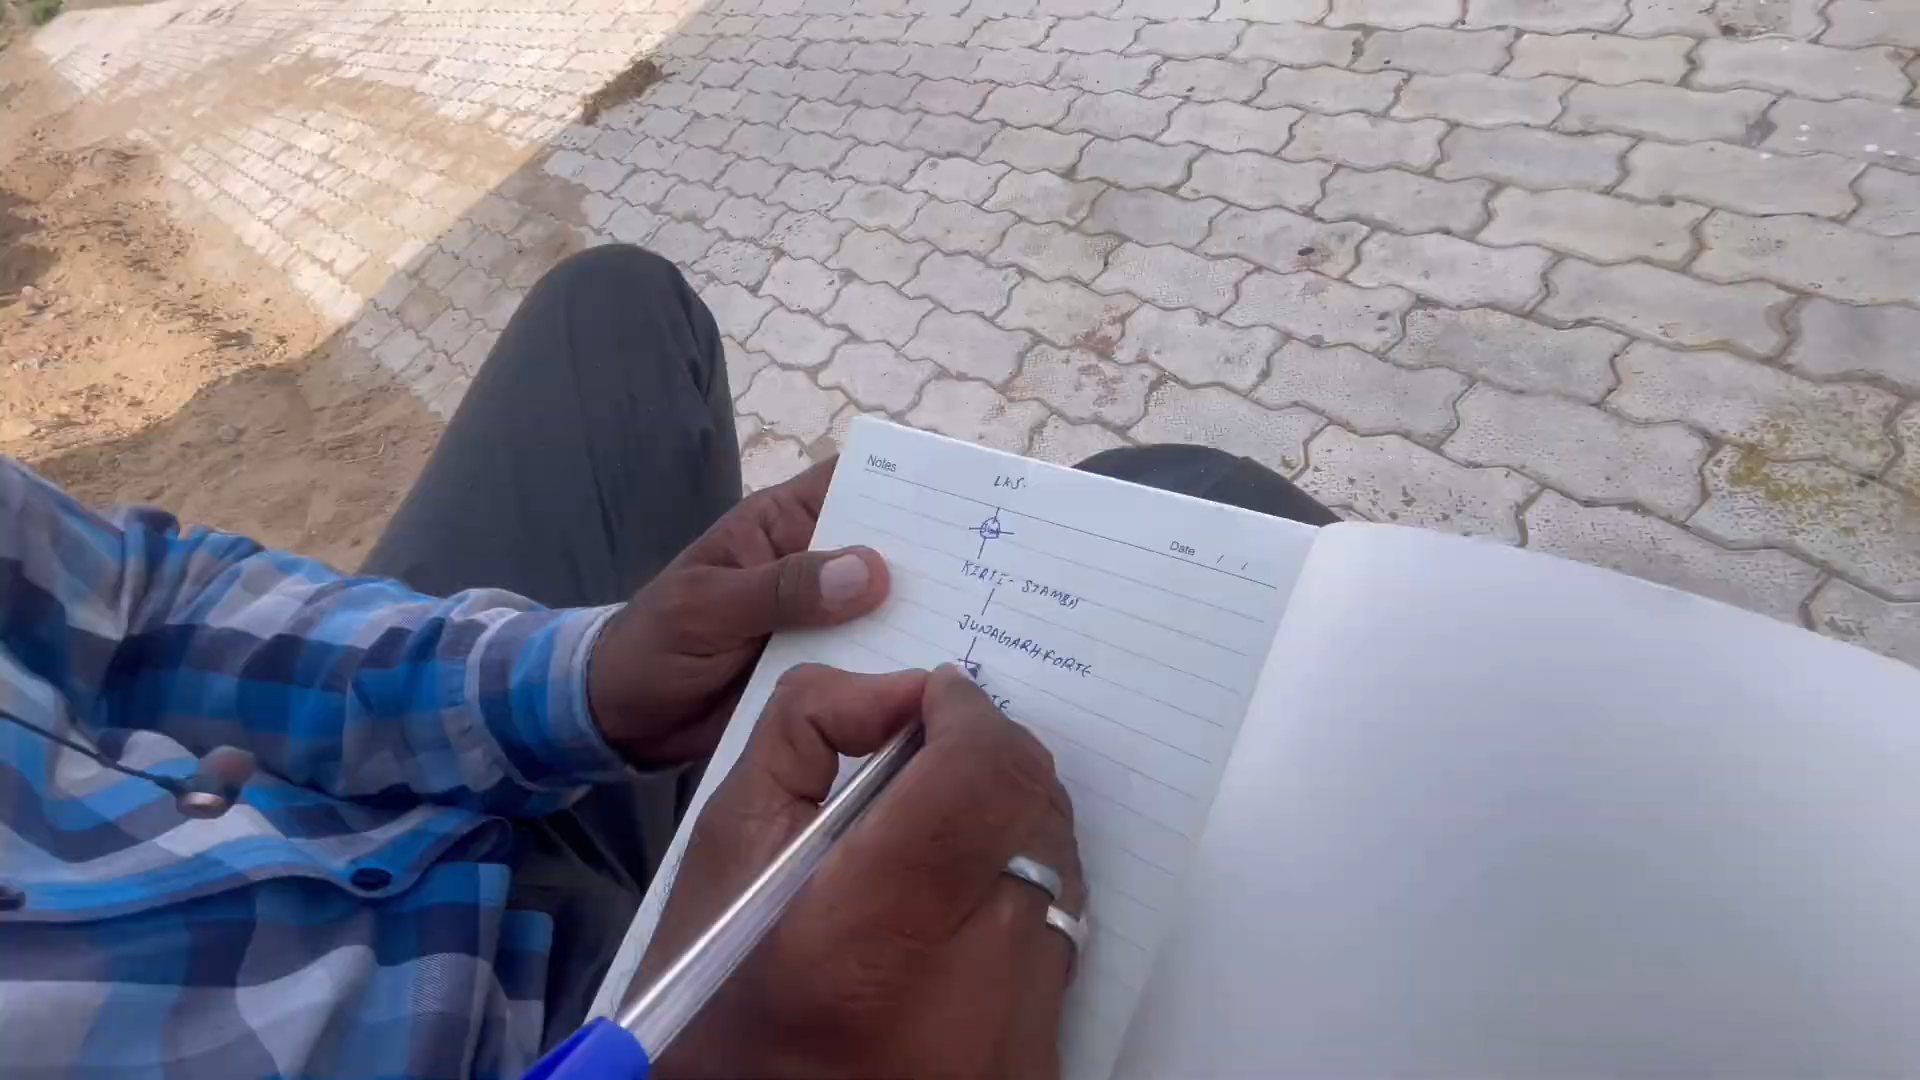 Notes
LKS.
Date / /
KIRTI-STAMBH
JUNAGARH FORTE